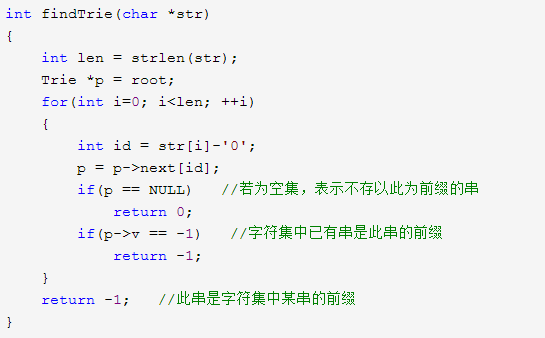 int findTrie(char *str)
{
    int len = strlen(str);
    Trie *p = root;
    for(int i=0; i<len; ++i)
    {
        int id = str[i]-'0';
        p = p->next[id];
        if(p == NULL)   //若为空集，表示不存以此为前缀的串
            return 0;
        if(p->v == -1)   //字符集中已有串是此串的前缀
            return -1;
    }
    return -1;   //此串是字符集中某串的前缀
}